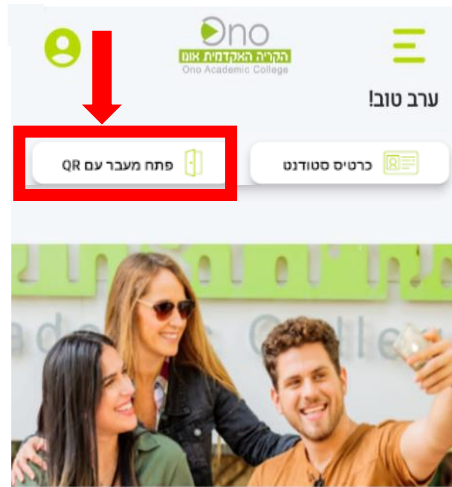 Ono
הקריה האקדמית אונו
Ono Academic College
ערב טוב!
כרטיס סטודנט
פתח מעבר עם QR